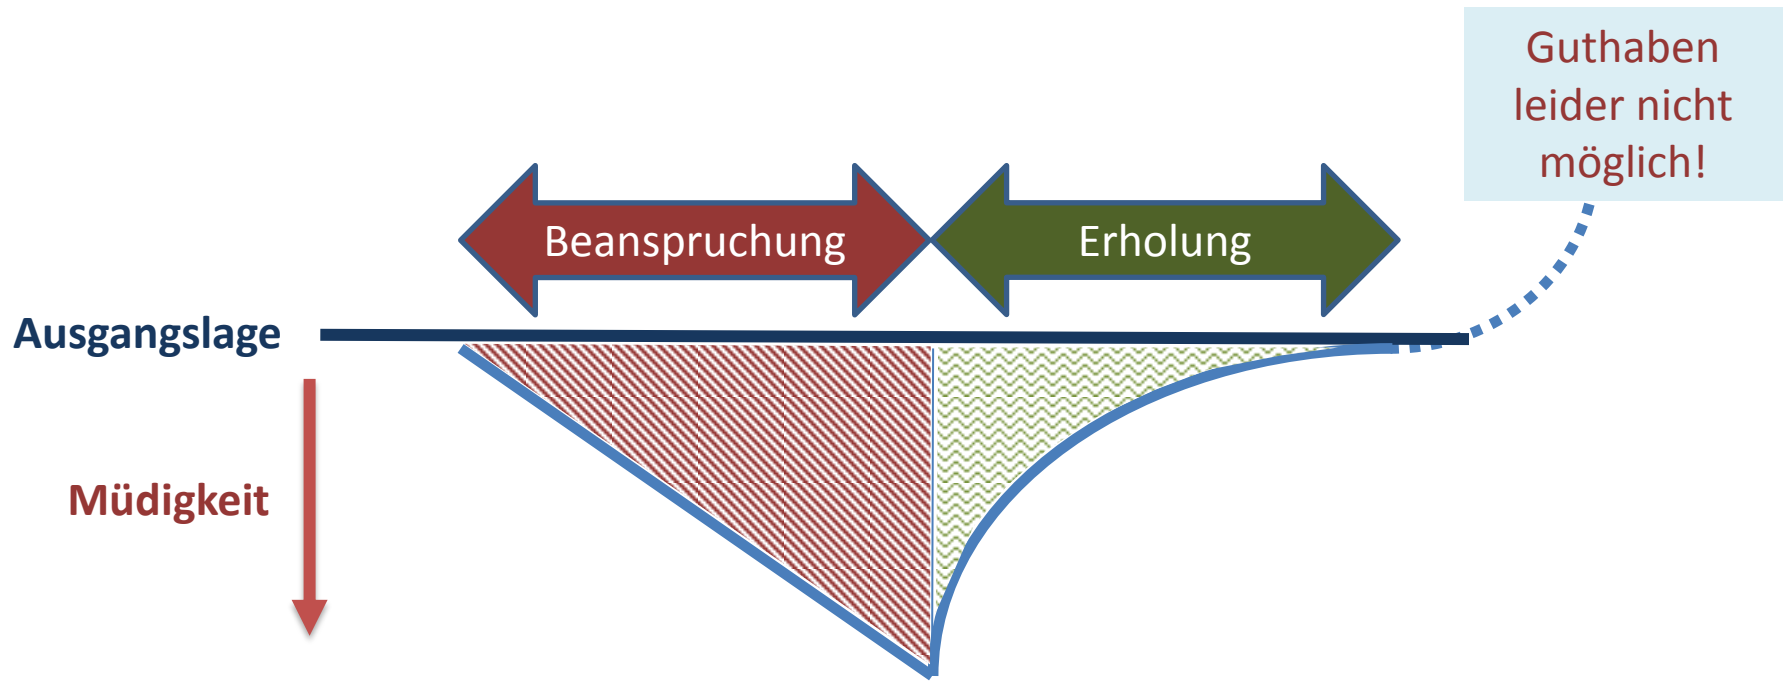 Guthaben
leider nicht
möglich!
Beanspruchung
Erholung
Ausgangslage
Müdigkeit